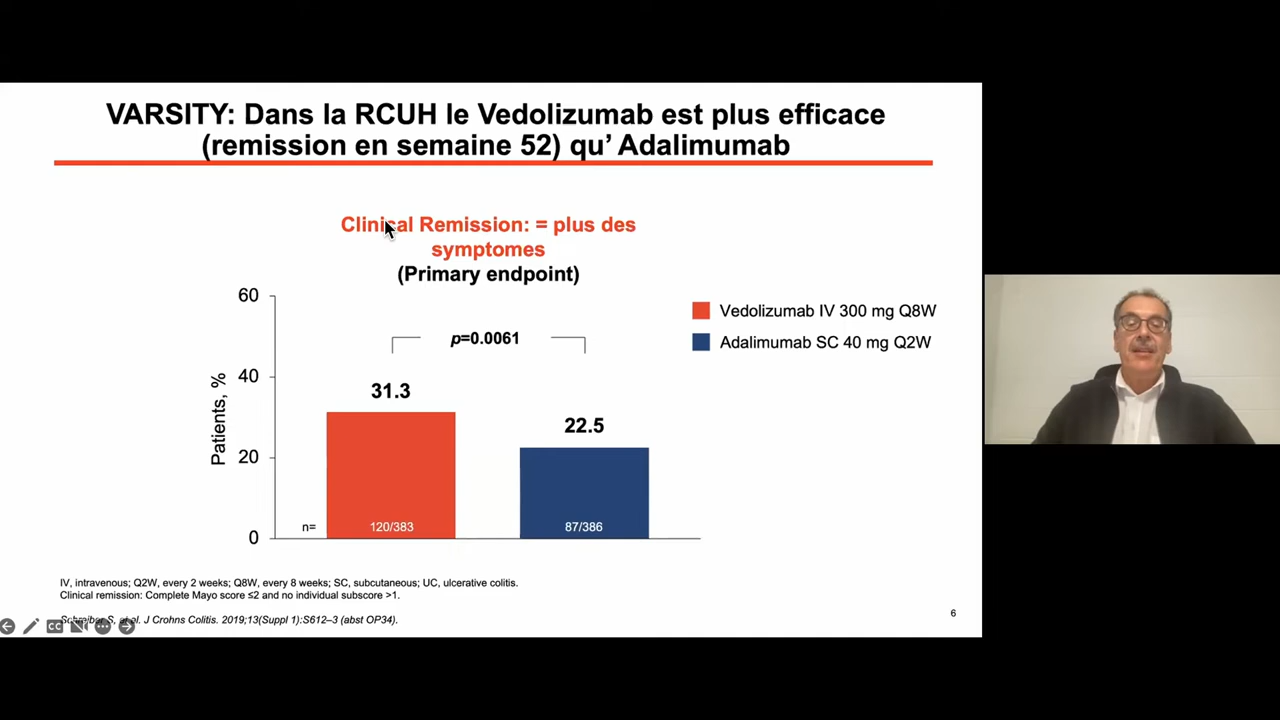 VARSITY: Dans la RCUH le Vedolizumab est plus efficace
(remission en semaine 52) qu’ Adalimumab
Clinical Remission: = plus des
symptomes
(Primary endpoint)
60
40
20
0
Patients, %
p=0.0061
31.3
22.5
n=
120/383
87/386
Vedolizumab IV 300 mg Q8W
Adalimumab SC 40 mg Q2W
IV, intravenous; Q2W, every 2 weeks; Q8W, every 8 weeks; SC, subcutaneous; UC, ulcerative colitis.
Clinical remission: Complete Mayo score ≤2 and no individual subscore >1.
Schreiber S, et al. J Crohns Colitis. 2019;13(Suppl 1):S612–3 (abst OP34).
CC
6